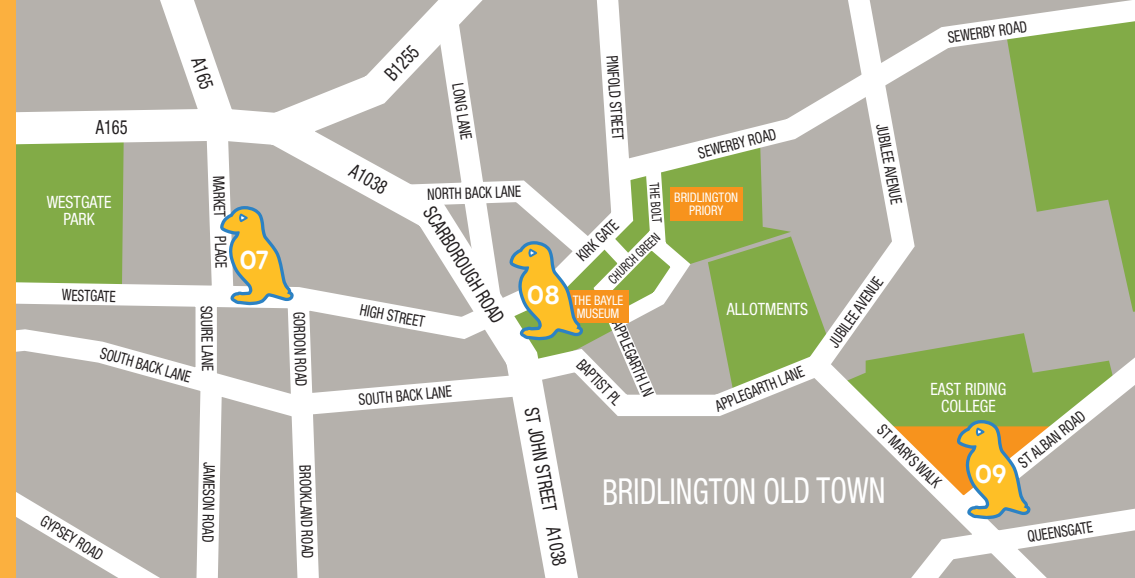 A165
B1255
PINFOLD STREET
SEWERBY ROAD
LONG LANE
A165
SEWERBY ROAD
JUBILEE AVENUE
A1038
NORTH BACK LANE
WESTGATE
PARK
MARKET PLACE
THE BOLT
BRIDLINGTON
PRIORY
SCARBOROUGH ROAD
KIRK GATE
CHURCH GREEN
07
08
THE BAYLE
MUSEUM
WESTGATE
HIGH STREET
ALLOTMENTS
JUBILEE AVENUE
SQUIRE LANE
GORDON ROAD
APPLEGARTH LN
SOUTH BACK LANE
SOUTH BACK LANE
BAPTIST PL
APPLEGARTH LANE
EAST RIDING
COLLEGE
ST JOHN STREET A1038
ST MARYS WALK
ST ALBAN ROAD
09
JAMESON ROAD
BROOKLAND ROAD
BRIDLINGTON OLD TOWN
GYPSEY ROAD
QUEENSGATE